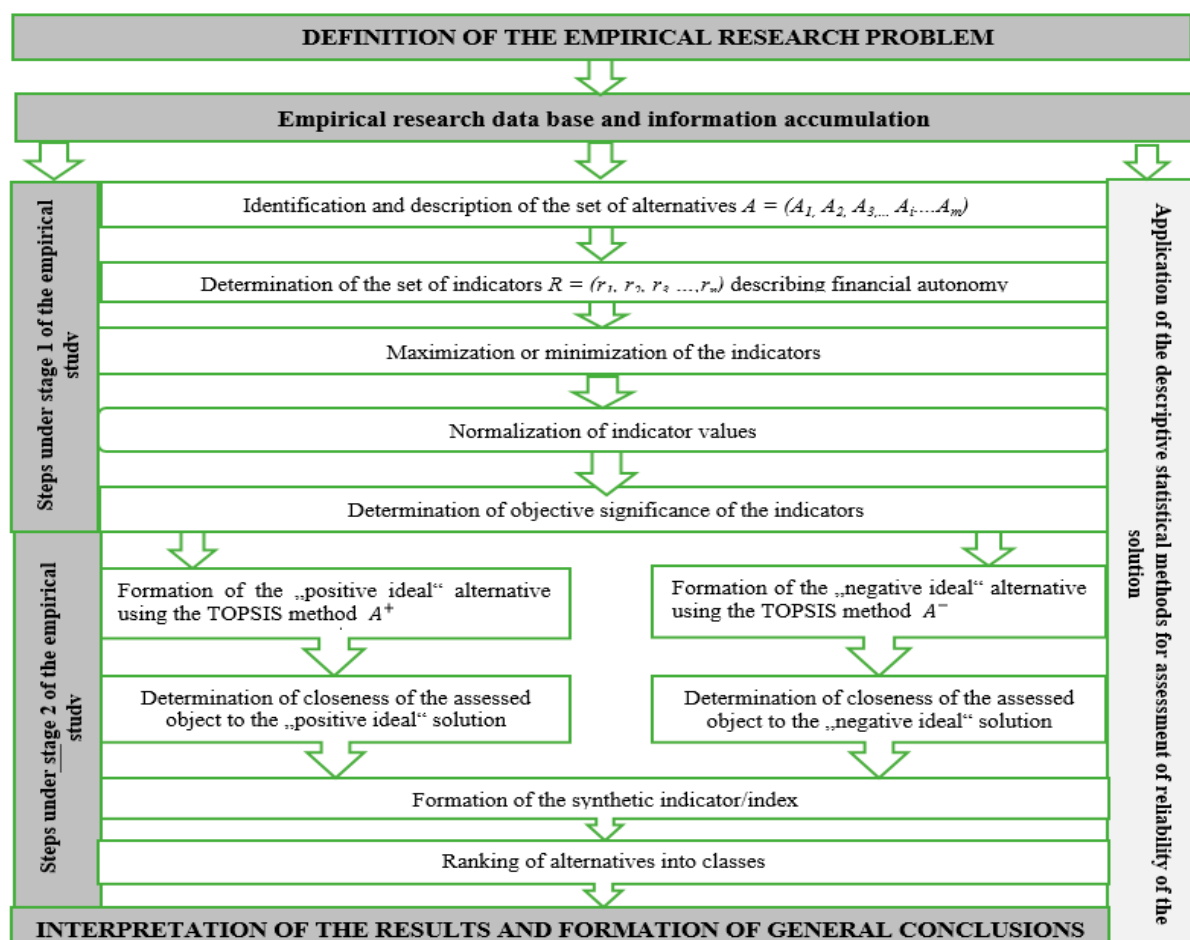 DEFINITION OF THE EMPIRICAL RESEARCH PROBLEM
Empirical research data base and information accumulation
Steps under stage 1 of the empirical
study
Identification and description of the set of alternatives A = (A1, A2, A3,... Ai....Am)
Determination of the set of indicators R = (r1, r2, r3 ...,rn) describing financial autonomy
Maximization or minimization of the indicators
Normalization of indicator values
Determination of objective significance of the indicators
Steps under stage 2 of the empirical
study
Formation of the „positive ideal“ alternative
using the TOPSIS method A⁺
Formation of the „negative ideal“ alternative
using the TOPSIS method A⁻
Determination of closeness of the assessed
object to the „positive ideal“ solution
Determination of closeness of the assessed
object to the „negative ideal“ solution
Formation of the synthetic indicator/index
Ranking of alternatives into classes
Application of the descriptive statistical methods for assessment of reliability of the
solution
INTERPRETATION OF THE RESULTS AND FORMATION OF GENERAL CONCLUSIONS